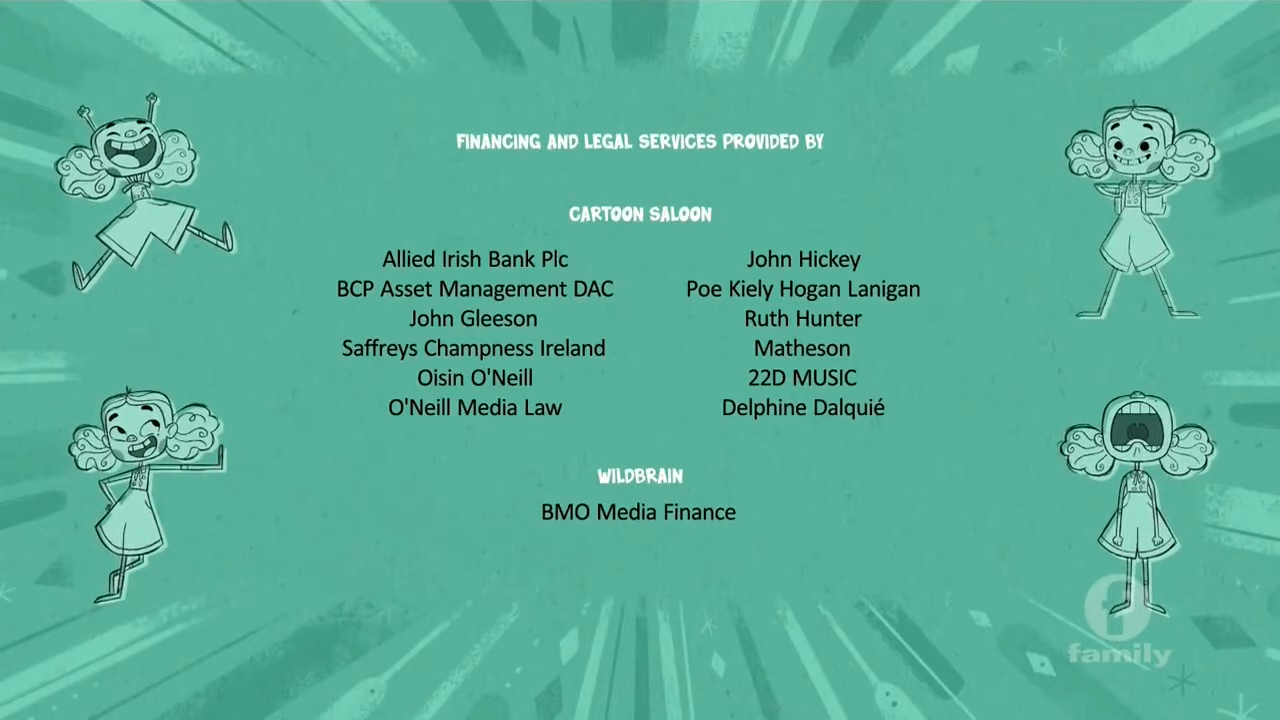 FINANCING AND LEGAL SERVICES PROVIDED BY
CARTOON SALOON
Allied Irish Bank Plc
BCP Asset Management DAC
John Gleeson
Saffreys Champness Ireland
Oisin O'Neill
O'Neill Media Law
John Hickey
Poe Kiely Hogan Lanigan
Ruth Hunter
Matheson
22D MUSIC
Delphine Dalquié
WILDBRAIN
BMO Media Finance
f
family